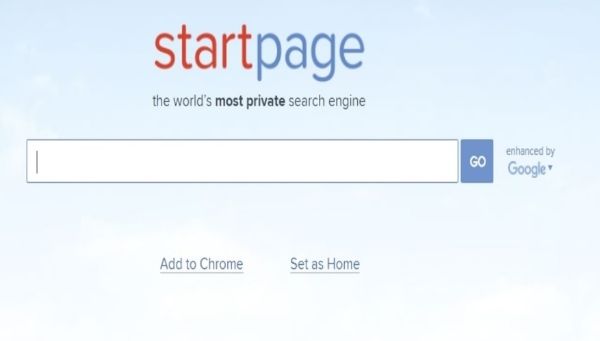 startpage
the world's most private search engine
GO
enhanced by
Google
Add to Chrome
Set as Home